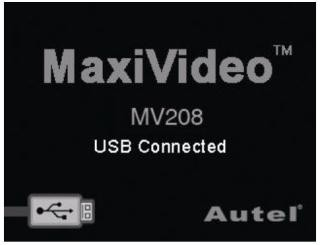 MaxiVideo™
MV208
USB Connected
Autel®